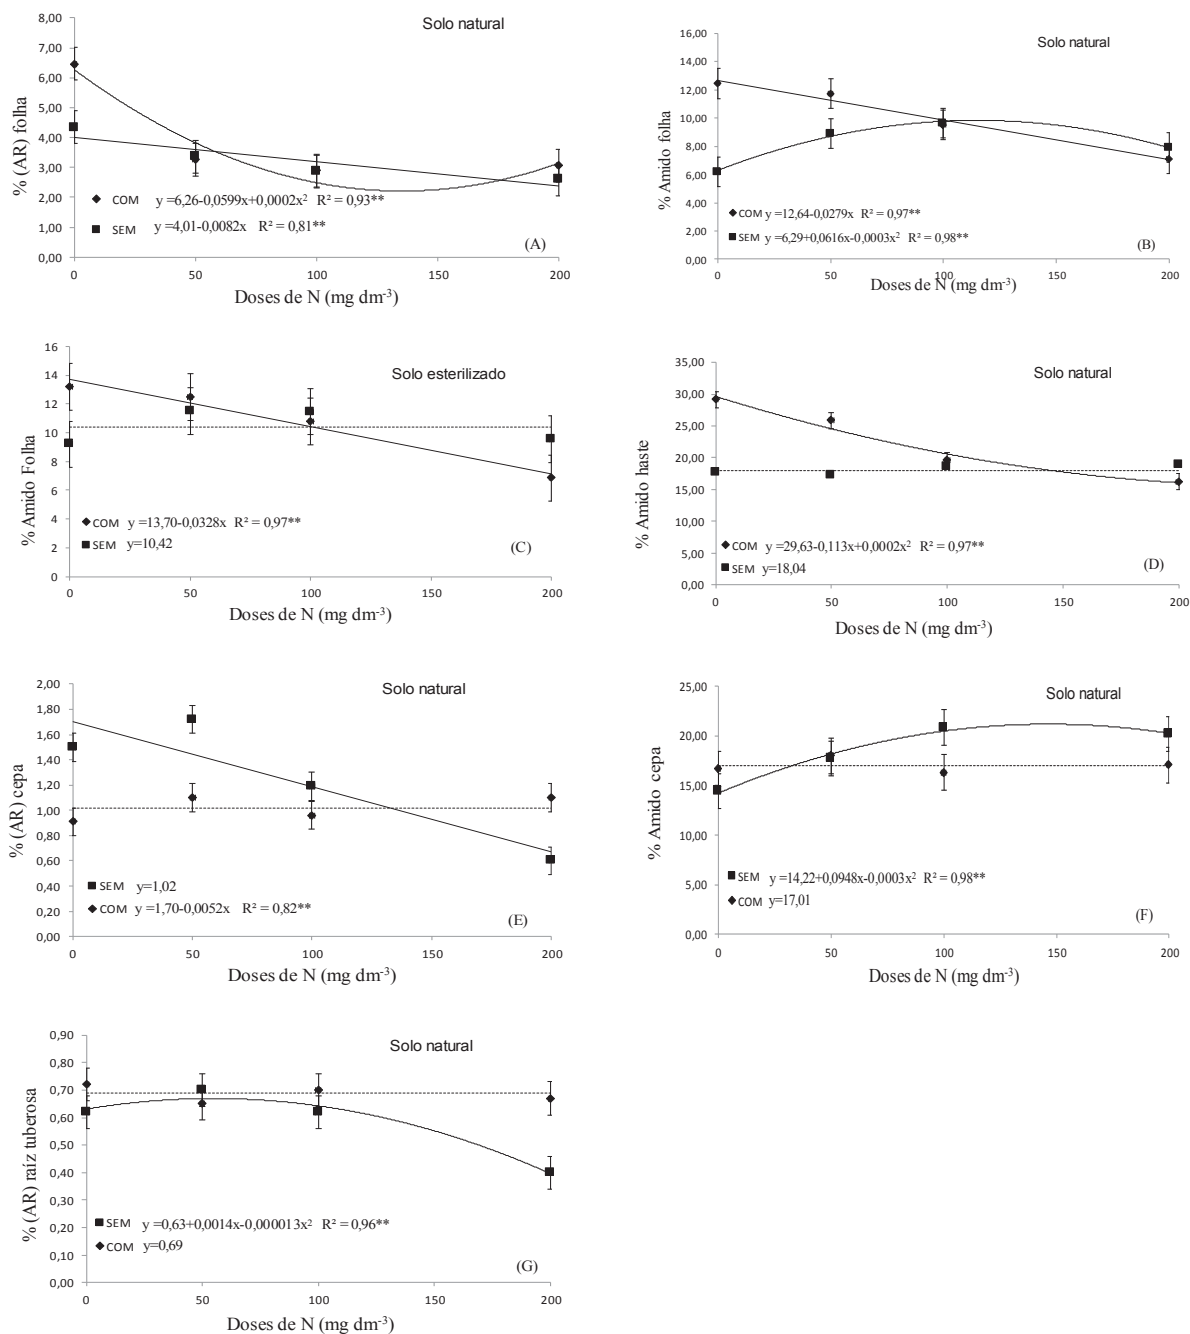 Solo natural
% (AR) folha
8,00
7,00
6,00
5,00
4,00
3,00
2,00
1,00
0,00
COM y =6,26-0,0599x+0,0002x² R² = 0,93**
SEM y =4,01-0,0082x R² = 0,81**
(A)
0 50 100 150 200
Doses de N (mg dm⁻³)
Solo natural
% Amido folha
16,00
14,00
12,00
10,00
8,00
6,00
4,00
2,00
0,00
COM y =12,64-0,0279x R² = 0,97**
SEM y =6,29+0,0616x-0,0003x² R² = 0,98**
(B)
0 50 100 150 200
Doses de N (mg dm⁻³)
Solo esterilizado
% Amido Folha
16
14
12
10
8
6
4
2
0
COM y =13,70-0,0328x R² = 0,97**
SEM y=10,42
(C)
0 50 100 150 200
Doses de N (mg dm⁻³)
Solo natural
% Amido haste
35,00
30,00
25,00
20,00
15,00
10,00
5,00
0,00
COM y =29,63-0,113x+0,0002x² R² = 0,97**
SEM y=18,04
(D)
0 50 100 150 200
Doses de N (mg dm⁻³)
Solo natural
% (AR) cepa
2,00
1,80
1,60
1,40
1,20
1,00
0,80
0,60
0,40
0,20
0,00
SEM y=1,02
COM y =1,70-0,0052x R² = 0,82**
(E)
0 50 100 150 200
Doses de N (mg dm⁻³)
Solo natural
% Amido cepa
25,00
20,00
15,00
10,00
5,00
0,00
SEM y =14,22+0,0948x-0,0003x² R² = 0,98**
COM y=17,01
(F)
0 50 100 150 200
Doses de N (mg dm⁻³)
Solo natural
% (AR) raíz tuberosa
0,90
0,80
0,70
0,60
0,50
0,40
0,30
0,20
0,10
0,00
SEM y =0,63+0,0014x-0,000013x² R² = 0,96**
COM y=0,69
(G)
0 50 100 150 200
Doses de N (mg dm⁻³)